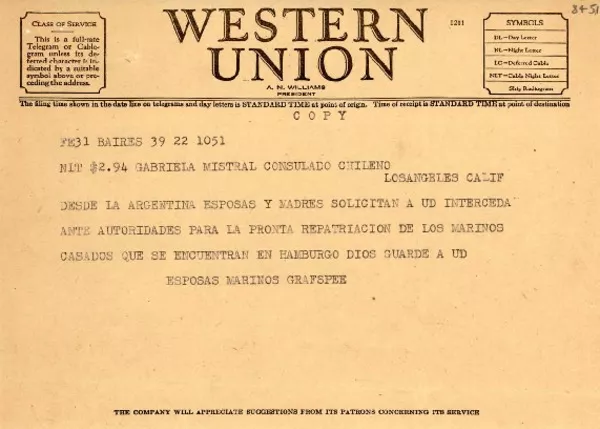 CLASS OF SERVICE
This is a full-rate
Telegram or Cablegram
unless its deferred
character is indicated
by a suitable
symbol above or preceding
the address.
WESTERN
UNION
A. N. WILLIAMS
PRESIDENT
1211
8451
SYMBOLS
DL=Day Letter
NL=Night Letter
LC=Deferred Cable
NLT=Cable Night Letter
Ship Radiogram
The filing time shown in the date line on telegrams and day letters is STANDARD TIME at point of origin. Time of receipt is STANDARD TIME at point of destination
COPY
FE31 BAIRES 39 22 1051
NIT $2.94 GABRIELA MISTRAL CONSULADO CHILENO
LOSANGELES CALIF
DESDE LA ARGENTINA ESPOSAS Y MADRES SOLICITAN A UD INTERCEDA
ANTE AUTORIDADES PARA LA PRONTA REPATRIACION DE LOS MARINOS
CASADOS QUE SE ENCUENTRAN EN HAMBURGO DIOS GUARDE A UD
ESPOSAS MARINOS GRAFSPEE
THE COMPANY WILL APPRECIATE SUGGESTIONS FROM ITS PATRONS CONCERNING ITS SERVICE